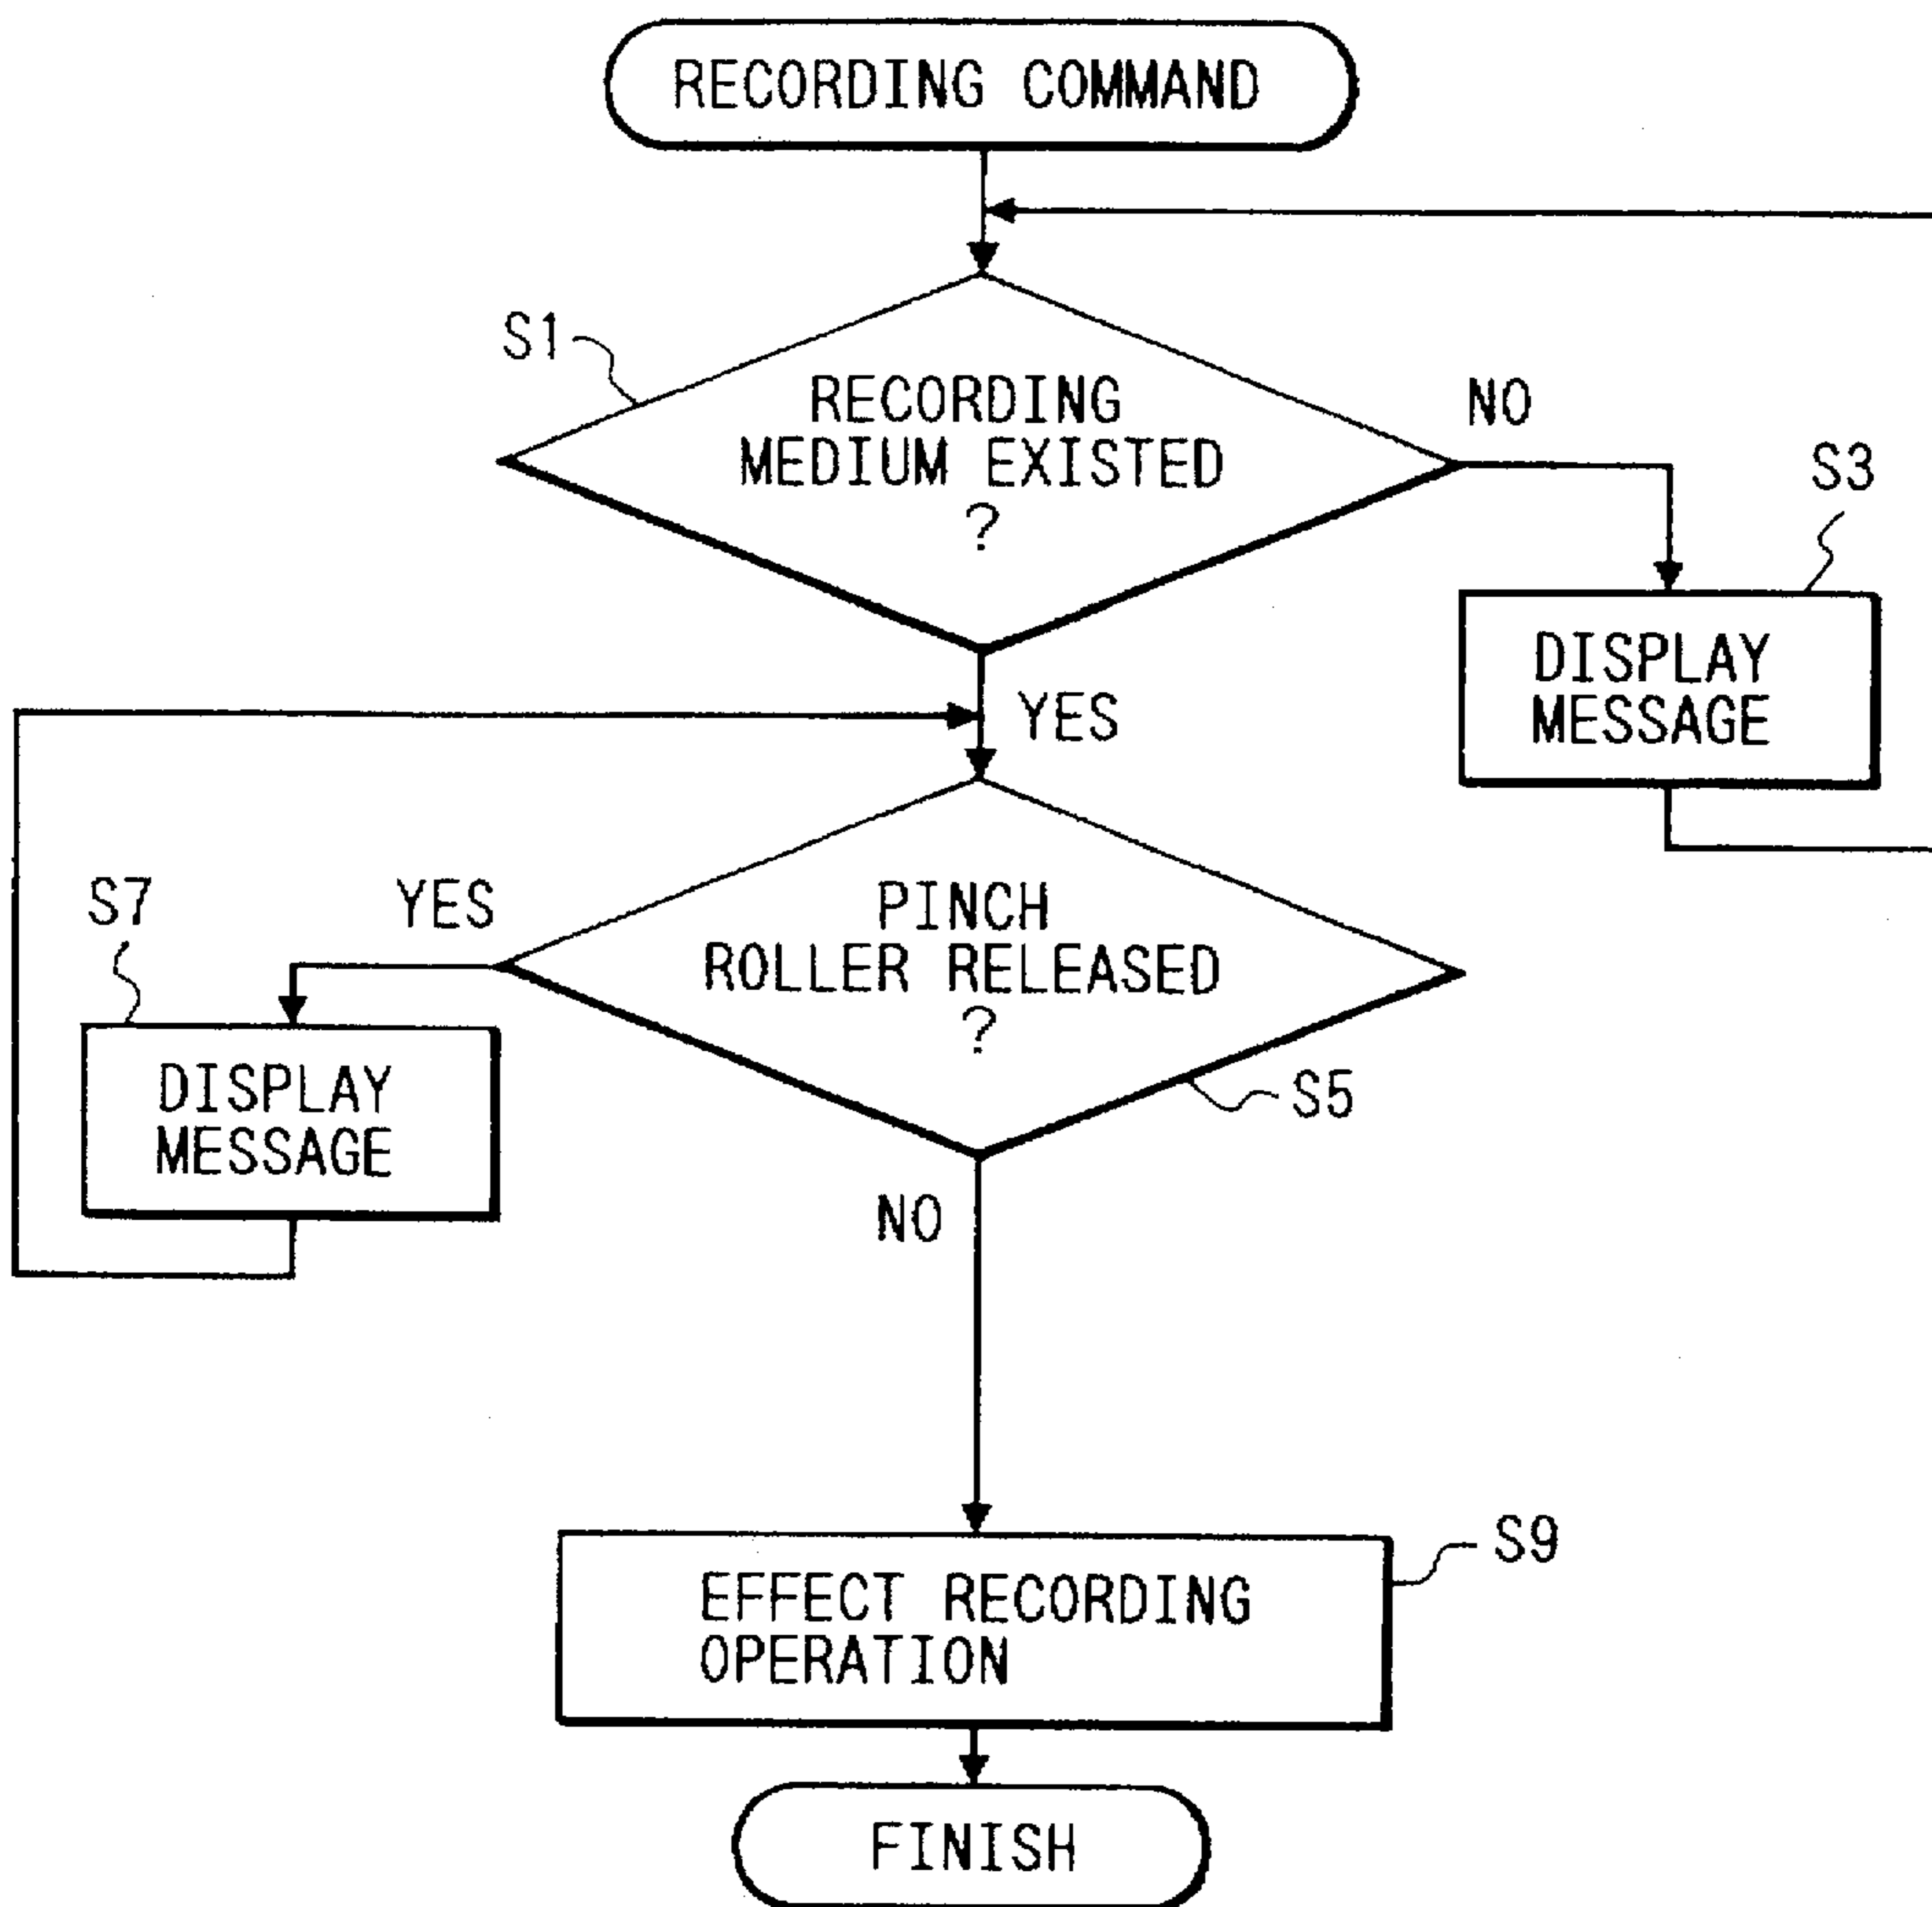 RECORDING COMMAND
S1
RECORDING
MEDIUM EXISTED
?
NO
S3
DISPLAY
MESSAGE
YES
S7
YES
PINCH
ROLLER RELEASED
?
S5
DISPLAY
MESSAGE
NO
S9
EFFECT RECORDING
OPERATION
FINISH